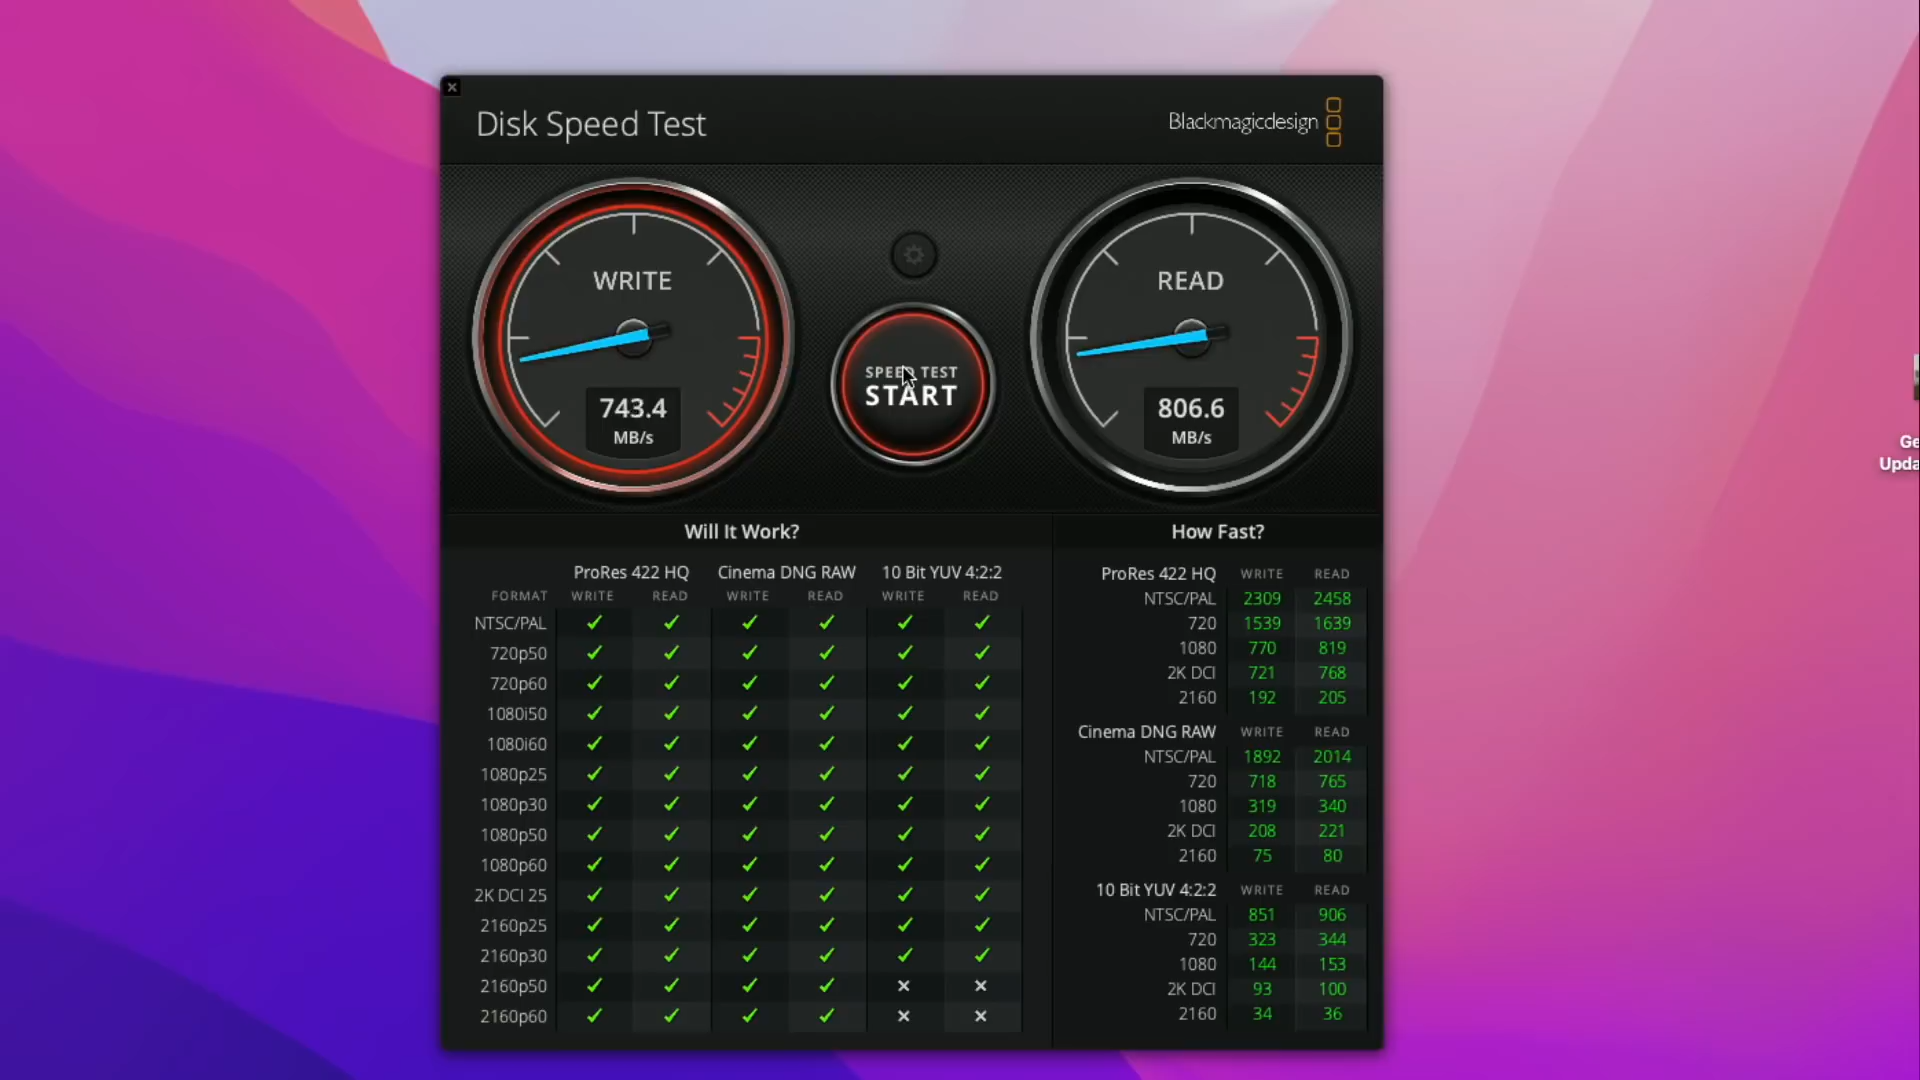 Disk Speed Test
Blackmagicdesign
WRITE
743.4
MB/s
SPEED TEST
START
READ
806.6
MB/s
Will It Work?
ProRes 422 HQ Cinema DNG RAW 10 Bit YUV 4:2:2
FORMAT WRITE READ WRITE READ WRITE READ
NTSC/PAL ✓ ✓ ✓ ✓ ✓ ✓
720p50 ✓ ✓ ✓ ✓ ✓ ✓
720p60 ✓ ✓ ✓ ✓ ✓ ✓
1080i50 ✓ ✓ ✓ ✓ ✓ ✓
1080i60 ✓ ✓ ✓ ✓ ✓ ✓
1080p25 ✓ ✓ ✓ ✓ ✓ ✓
1080p30 ✓ ✓ ✓ ✓ ✓ ✓
1080p50 ✓ ✓ ✓ ✓ ✓ ✓
1080p60 ✓ ✓ ✓ ✓ ✓ ✓
2K DCI 25 ✓ ✓ ✓ ✓ ✓ ✓
2160p25 ✓ ✓ ✓ ✓ ✓ ✓
2160p30 ✓ ✓ ✓ ✓ ✓ ✓
2160p50 ✓ ✓ ✓ ✓ × ×
2160p60 ✓ ✓ ✓ ✓ × ×
How Fast?
ProRes 422 HQ WRITE READ
NTSC/PAL 2309 2458
720 1539 1639
1080 770 819
2K DCI 721 768
2160 192 205
Cinema DNG RAW WRITE READ
NTSC/PAL 1892 2014
720 718 765
1080 319 340
2K DCI 208 221
2160 75 80
10 Bit YUV 4:2:2 WRITE READ
NTSC/PAL 851 906
720 323 344
1080 144 153
2K DCI 93 100
2160 34 36